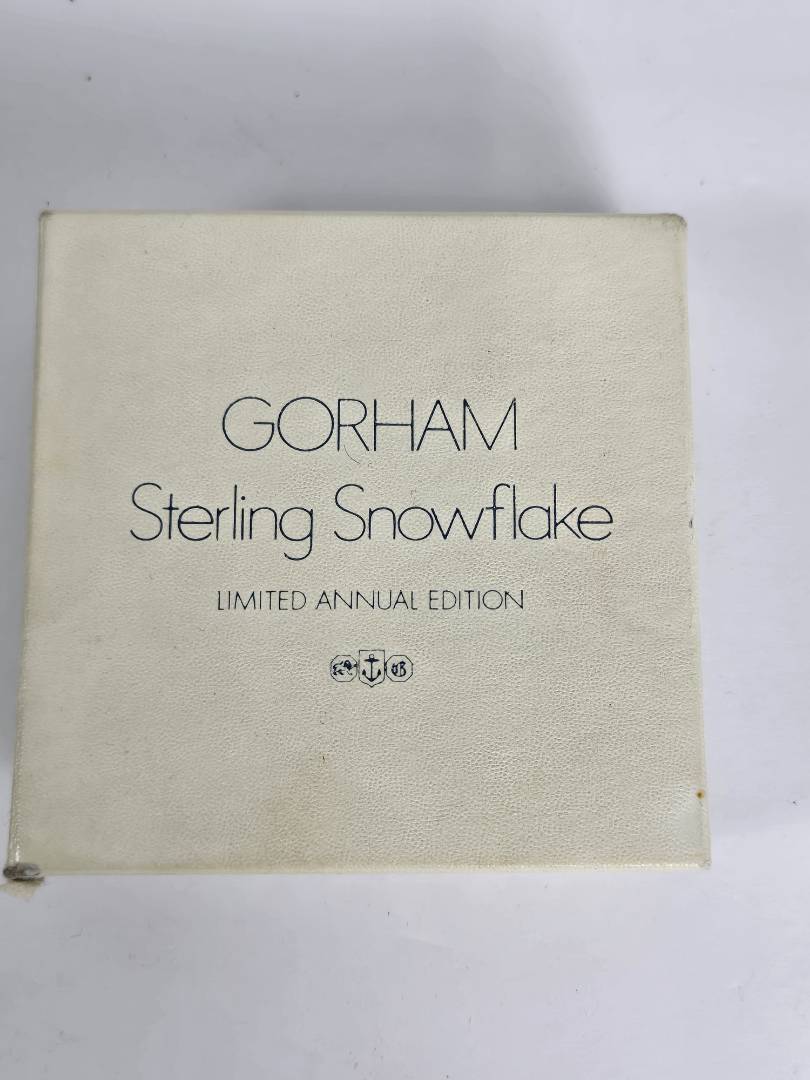 GORHAM
Sterling Snowflake
LIMITED ANNUAL EDITION